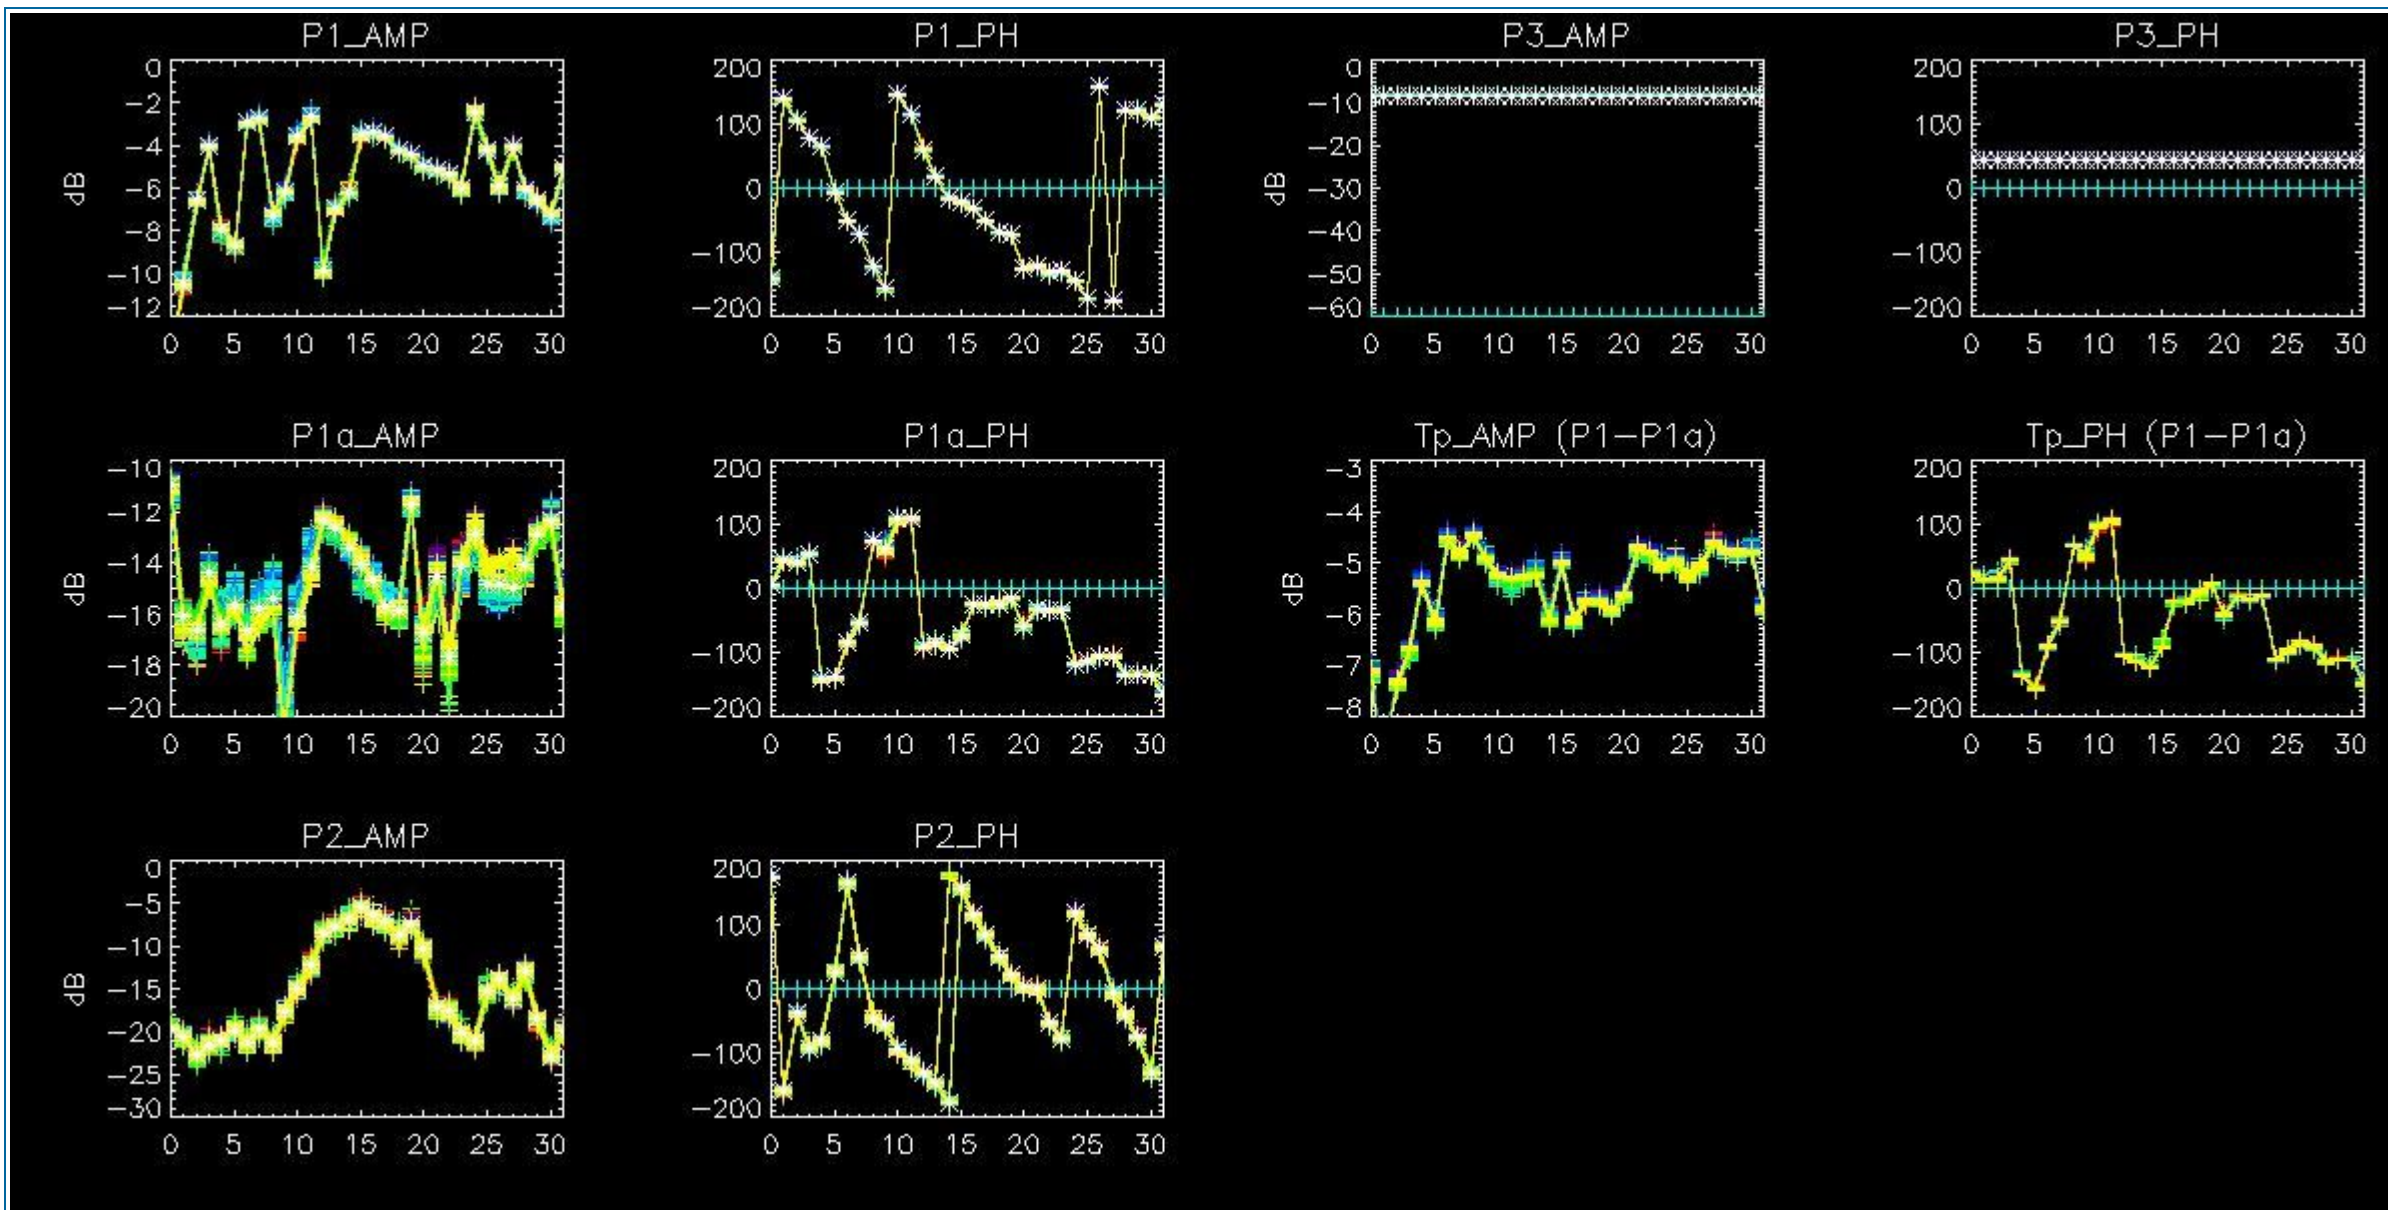 P1_AMP
P1_PH
P3_AMP
P3_PH
0
−2
−4
−6
−8
−10
−12
dB
0 5 10 15 20 25 30
200
100
0
−100
−200
0 5 10 15 20 25 30
0
−10
−20
−30
−40
−50
−60
dB
0 5 10 15 20 25 30
200
100
0
−100
−200
0 5 10 15 20 25 30
P1a_AMP
P1a_PH
Tp_AMP (P1−P1a)
Tp_PH (P1−P1a)
−10
−12
−14
−16
−18
−20
dB
0 5 10 15 20 25 30
200
100
0
−100
−200
0 5 10 15 20 25 30
−3
−4
−5
−6
−7
−8
dB
0 5 10 15 20 25 30
200
100
0
−100
−200
0 5 10 15 20 25 30
P2_AMP
P2_PH
0
−5
−10
−15
−20
−25
−30
dB
0 5 10 15 20 25 30
200
100
0
−100
−200
0 5 10 15 20 25 30